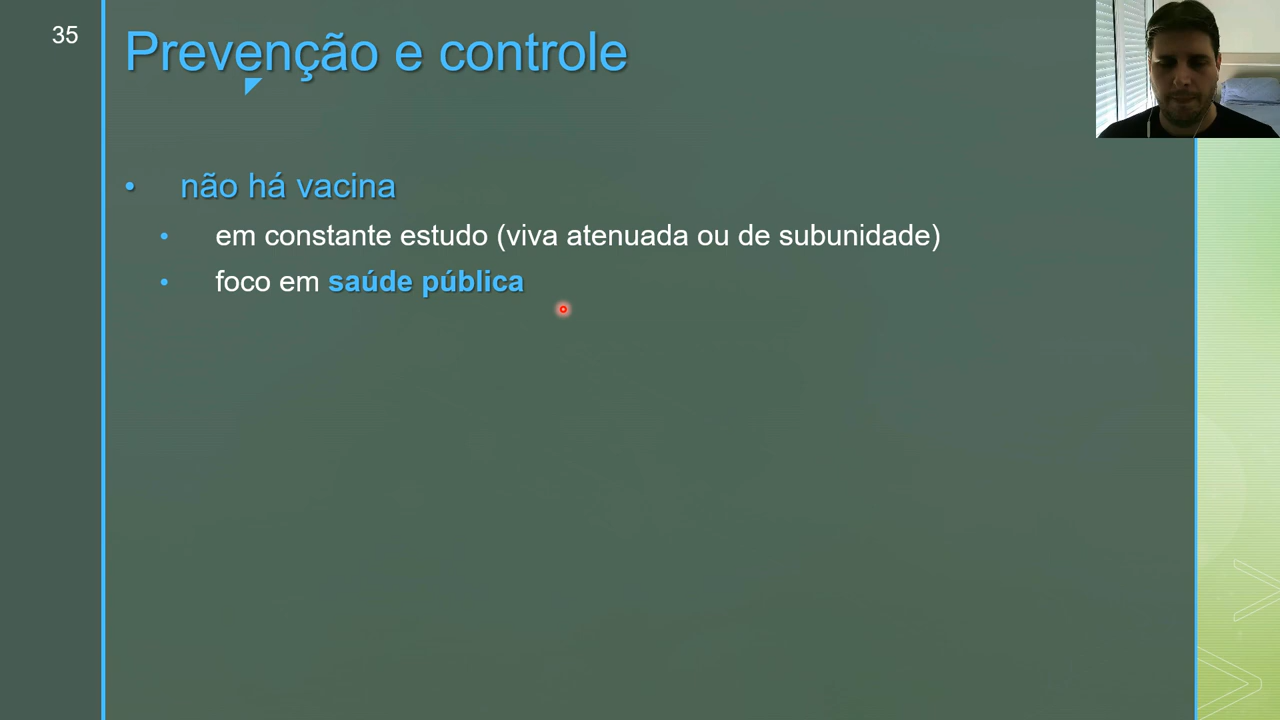 35
Prevenção e controle
• não há vacina
• em constante estudo (viva atenuada ou de subunidade)
• foco em saúde pública